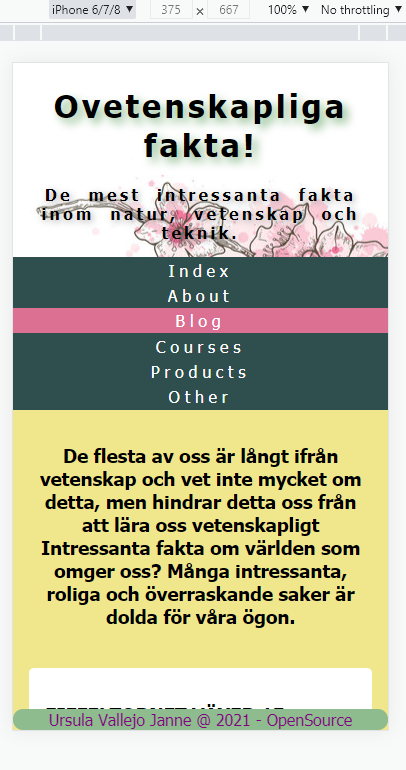 iPhone 6/7/8 ▼ 375 × 667 100% ▼ No throttling ▼
Ovetenskapliga
fakta!
De mest intressanta fakta
inom natur, vetenskap och
teknik.
Index
About
Blog
Courses
Products
Other
De flesta av oss är långt ifrån
vetenskap och vet inte mycket om
detta, men hindrar detta oss från
att lära oss vetenskapligt
Intressanta fakta om världen som
omger oss? Många intressanta,
roliga och överraskande saker är
dolda för våra ögon.
Ursula Vallejo Janne @ 2021 - OpenSource